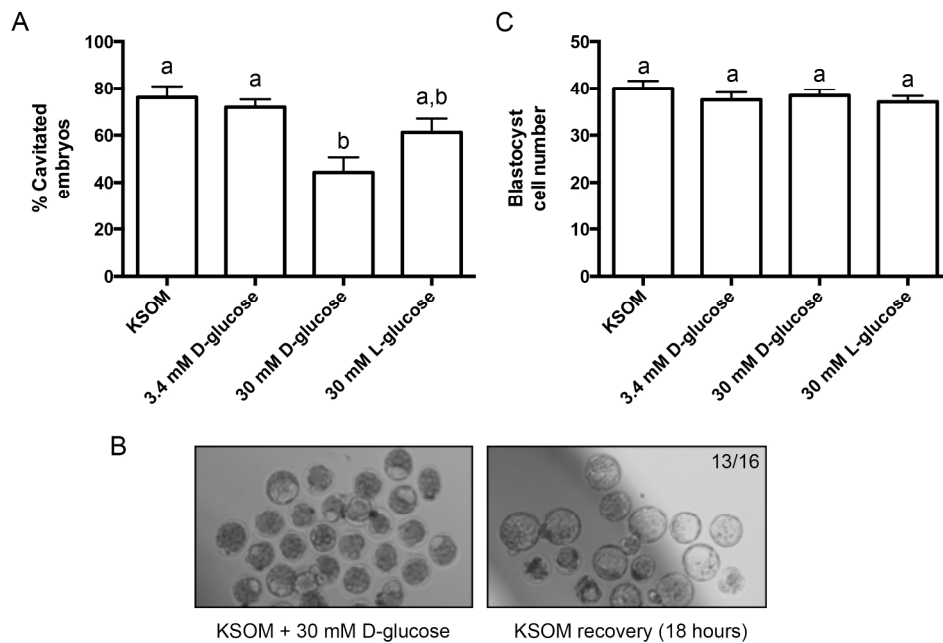 A
% Cavitated
embryos
100
80
60
40
20
0
a
a
b
a,b
KSOM
3.4 mM D-glucose
30 mM D-glucose
30 mM L-glucose
C
Blastocyst
cell number
50
40
30
20
10
0
a
a
a
a
KSOM
3.4 mM D-glucose
30 mM D-glucose
30 mM L-glucose
B
13/16
KSOM + 30 mM D-glucose
KSOM recovery (18 hours)